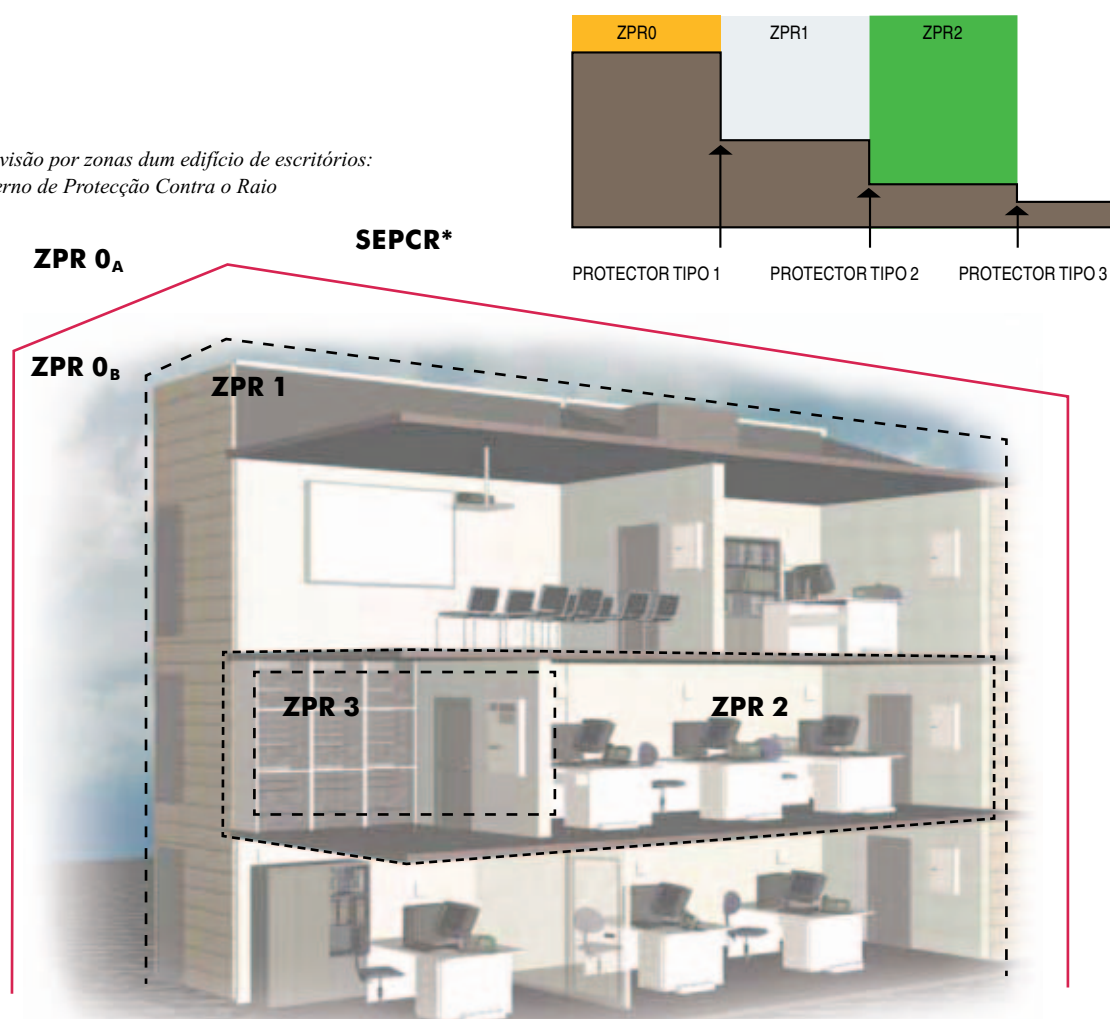 ZPR0 ZPR1 ZPR2
visão por zonas dum edifício de escritórios:
erno de Protecção Contra o Raio
SEPCR*
ZPR 0A
PROTECTOR TIPO 1 PROTECTOR TIPO 2 PROTECTOR TIPO 3
ZPR 0B
ZPR 1
ZPR 3
ZPR 2